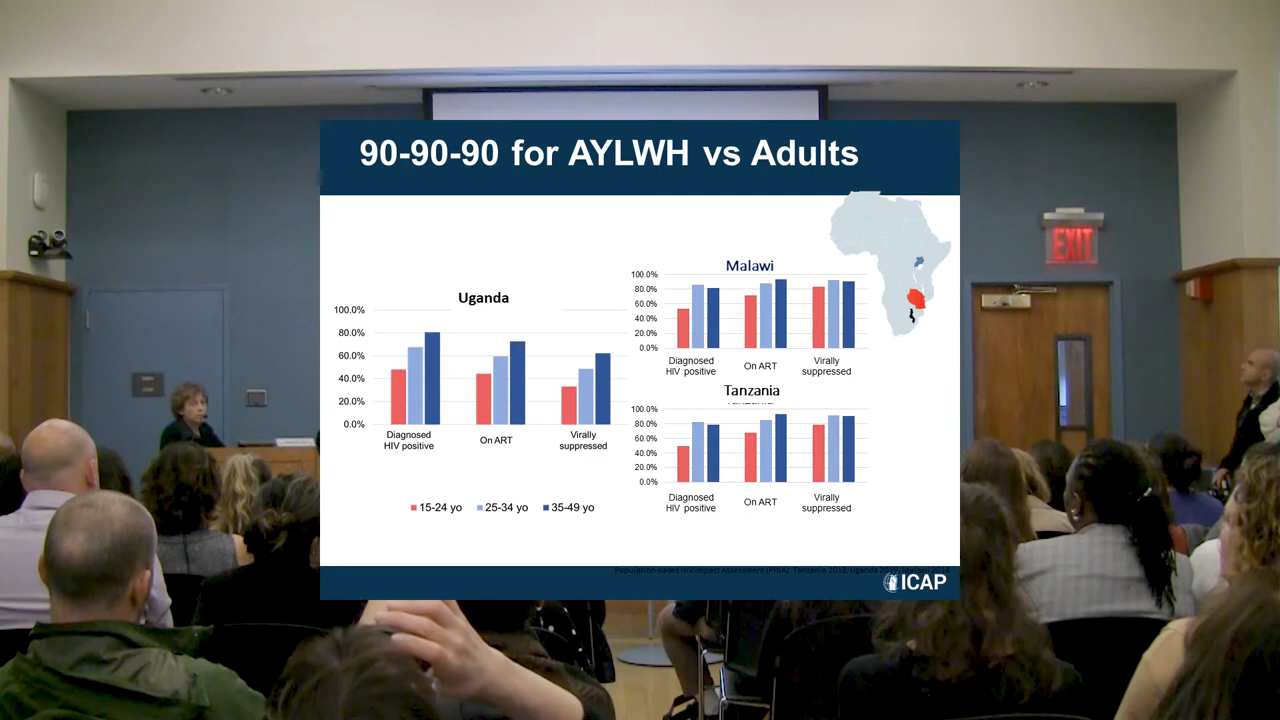 90-90-90 for AYLWH vs Adults
Uganda
100.0%
80.0%
60.0%
40.0%
20.0%
0.0%
Diagnosed
HIV positive
On ART
Virally
suppressed
15-24 yo
25-34 yo
35-49 yo
Malawi
100.0%
80.0%
60.0%
40.0%
20.0%
0.0%
Diagnosed
HIV positive
On ART
Virally
suppressed
Tanzania
100.0%
80.0%
60.0%
40.0%
20.0%
0.0%
Diagnosed
HIV positive
On ART
Virally
suppressed
Population-based HIV Impact Assessment (PHIA): Tanzania 2018, Uganda
ICAP
EXIT